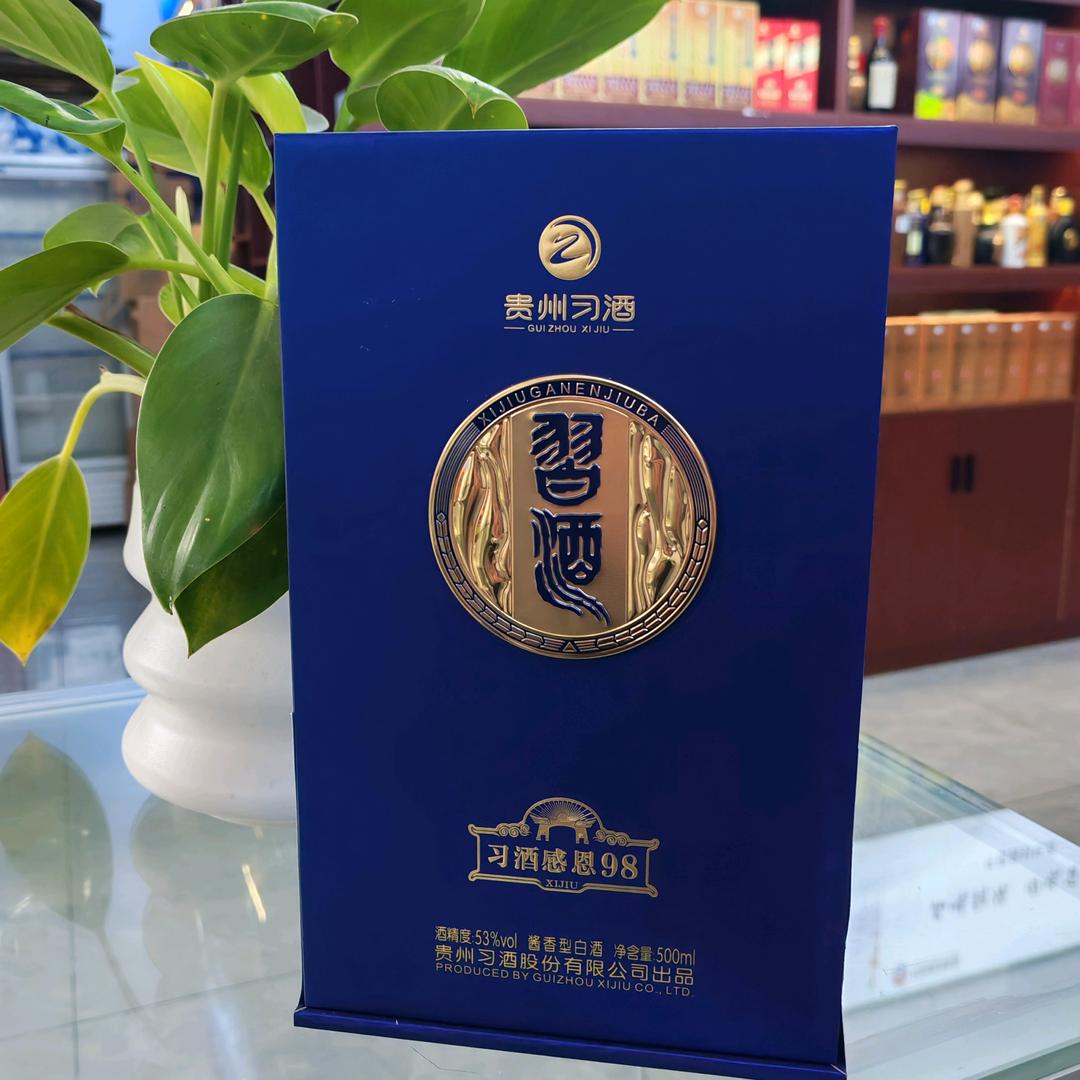 贵州习酒
GUI ZHOU XI JIU
XIJIUGANENJIUBA
習酒
习酒感恩98
XIJIU
酒精度:53%vol 酱香型白酒 净含量:500ml
贵州习酒股份有限公司出品
PRODUCED BY GUIZHOU XIJIU CO., LTD.